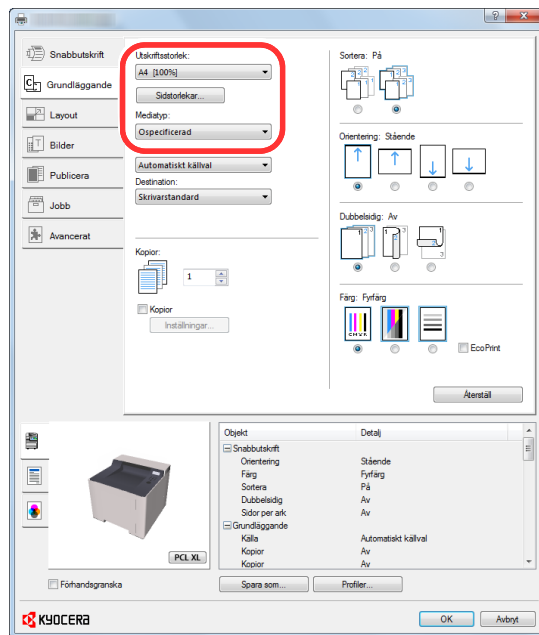 Snabbutskrift
Grundläggande
Layout
Bilder
Publicera
Jobb
Avancerat
Utskriftsstorlek:
A4 [100%]
Sidstorlekar...
Mediatyp:
Ospecificerad
Automatiskt källval
Destination:
Skrivarstandard
Kopior:
1
Kopior
Inställningar...
Sortera: På
Orientering: Stående
Dubbelsidig: Av
Färg: Fyrfärg
CMYK
EcoPrint
Återställ
PCL XL
Förhandsgranska
Objekt Detalj
Snabbutskrift
Orientering Stående
Färg Fyrfärg
Sortera På
Dubbelsidig Av
Sidor per ark Av
Grundläggande
Källa Automatiskt källval
Kopior Av
Kopior Av
Spara som... Profiler...
KYOCERA
OK Avbryt